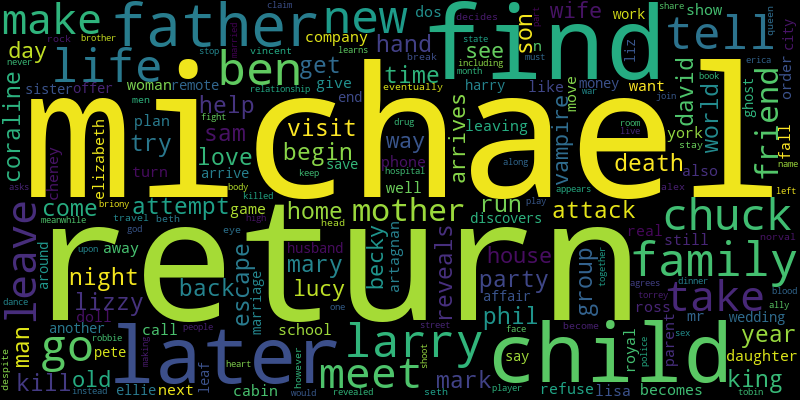 make father new find tell
dos wife work show claim
decides share queen city
rock brother company hand see son n liz part
never day life ben get time
stop vincent learns state including break
sister offer woman remote give end harry like move money want
coraline michael david world book ghost erica order
men relationship eventually month must war join
plan help fight love visit begin arrives way leaving vampire york friend
try sam arrive save phone drug room live death also fall
cheney elizabeth turn body killed keep hospital well along appears stay name
asks briony come attempt game home mother run attack chuck
meanwhile travel beth god high head play discovers alex left
leave around upon away eye husband real still norval
night back escape mary house reveals group together family
lizzy doll marriage lucy becky artagnan party affair phil agrees dinner take
another call one school people street ross torrey mr blood ally
dance robbie go later larry face become child parent wedding year
man pete making heart however meet say royal police sex daughter
despite kill old instead ellie next leaf cabin would revealed shoot mark player seth refuse lisa becomes king tobin
return